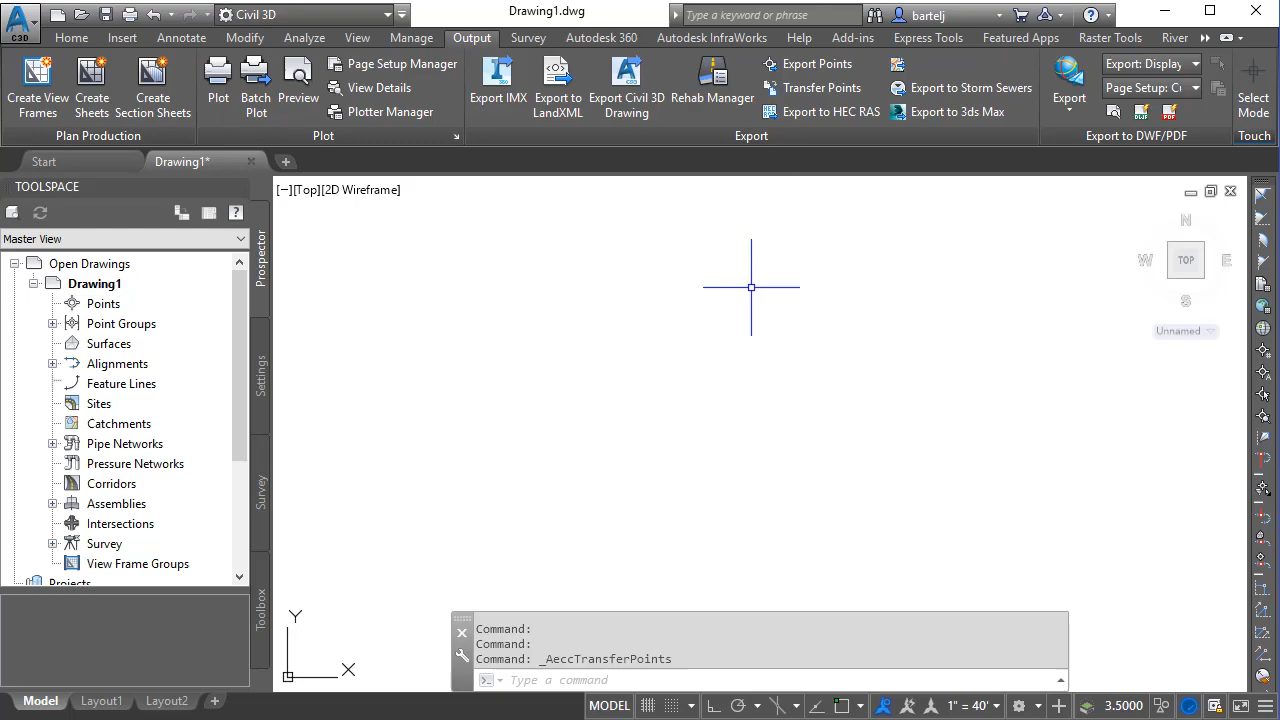 C3D
Civil 3D
Drawing1.dwg
Type a keyword or phrase
bartelj
Home Insert Annotate Modify Analyze View Manage Output Survey Autodesk 360 Autodesk InfraWorks Help Add-ins Express Tools Featured Apps Raster Tools River
Create View Frames
Create Sheets
Create Section Sheets
Plan Production
Plot
Batch Plot
Preview
Page Setup Manager
View Details
Plotter Manager
Plot
Export IMX
Export to LandXML
Export Civil 3D Drawing
Rehab Manager
Export Points
Transfer Points
Export to HEC RAS
Export to Storm Sewers
Export to 3ds Max
Export
Export
Export: Display
Page Setup: Cu
Export to DWF/PDF
Select Mode
Touch
Start
Drawing1*
TOOLSPACE
Master View
Open Drawings
Drawing1
Points
Point Groups
Surfaces
Alignments
Feature Lines
Sites
Catchments
Pipe Networks
Pressure Networks
Corridors
Assemblies
Intersections
Survey
View Frame Groups
Projects
Prospector
Settings
Survey
Toolbox
[−][Top][2D Wireframe]
N
W TOP E
S
Unnamed
Y
X
Command:
Command:
Command: _AeccTransferPoints
Type a command
Model Layout1 Layout2
MODEL
1" = 40'
3.5000